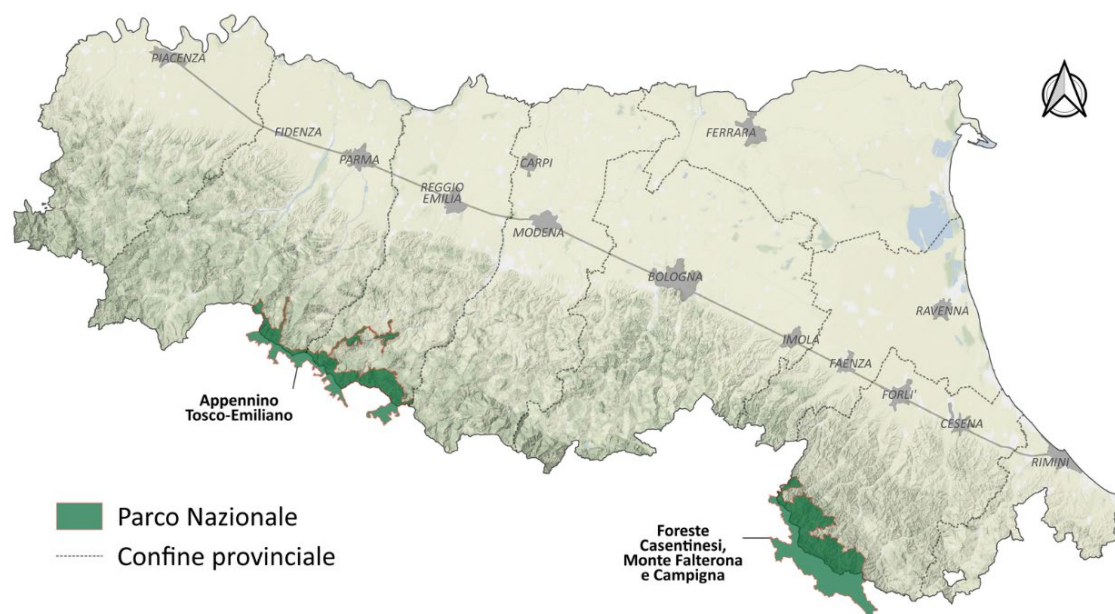 PIACENZA
FIDENZA
PARMA
REGGIO
EMILIA
CARPI
MODENA
FERRARA
BOLOGNA
IMOLA
FAENZA
RAVENNA
FORLI'
CESENA
RIMINI
Appennino
Tosco-Emiliano
Foreste
Casentinesi,
Monte Falterona
e Campigna
Parco Nazionale
Confine provinciale